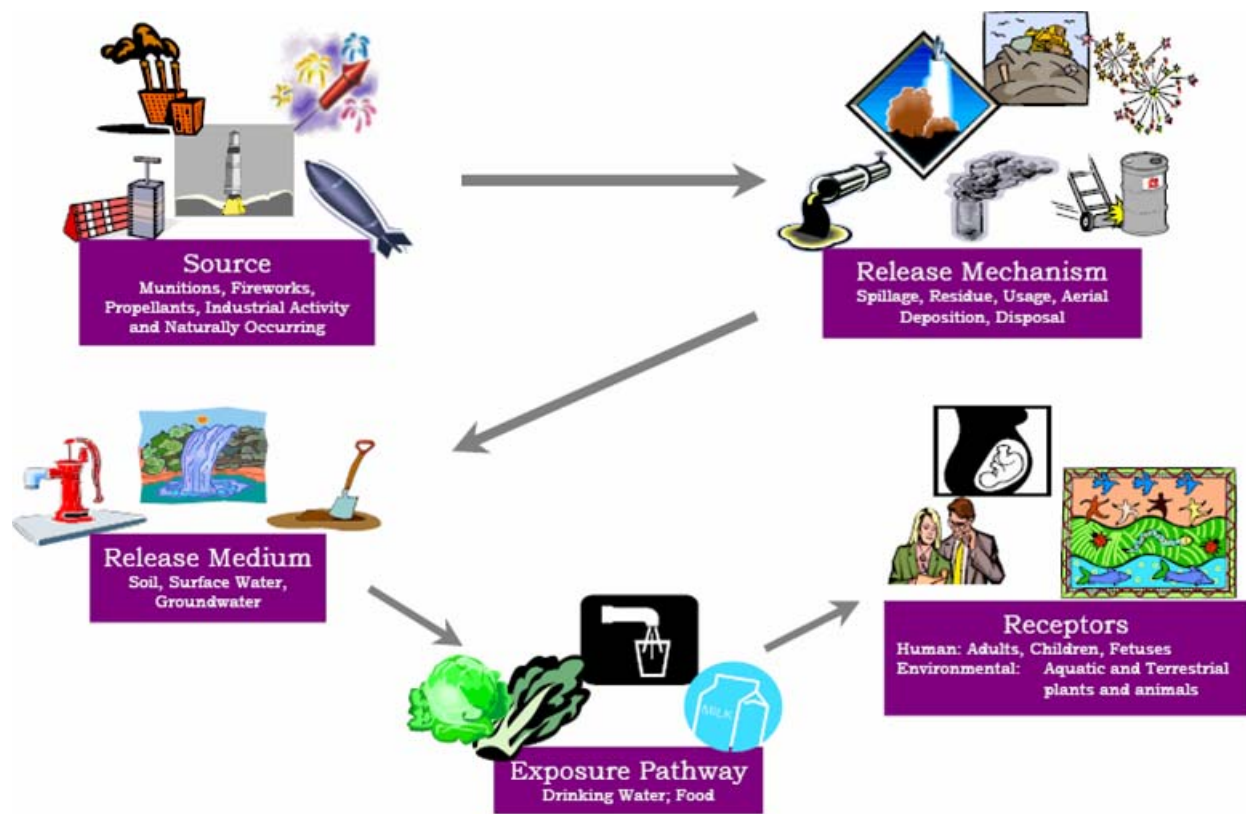 Source
Munitions, Fireworks,
Propellants, Industrial Activity
and Naturally Occurring
Release Mechanism
Spillage, Residue, Usage, Aerial
Deposition, Disposal
Release Medium
Soil, Surface Water,
Groundwater
MILK
Exposure Pathway
Drinking Water; Food
Receptors
Human: Adults, Children, Fetuses
Environmental: Aquatic and Terrestrial
plants and animals